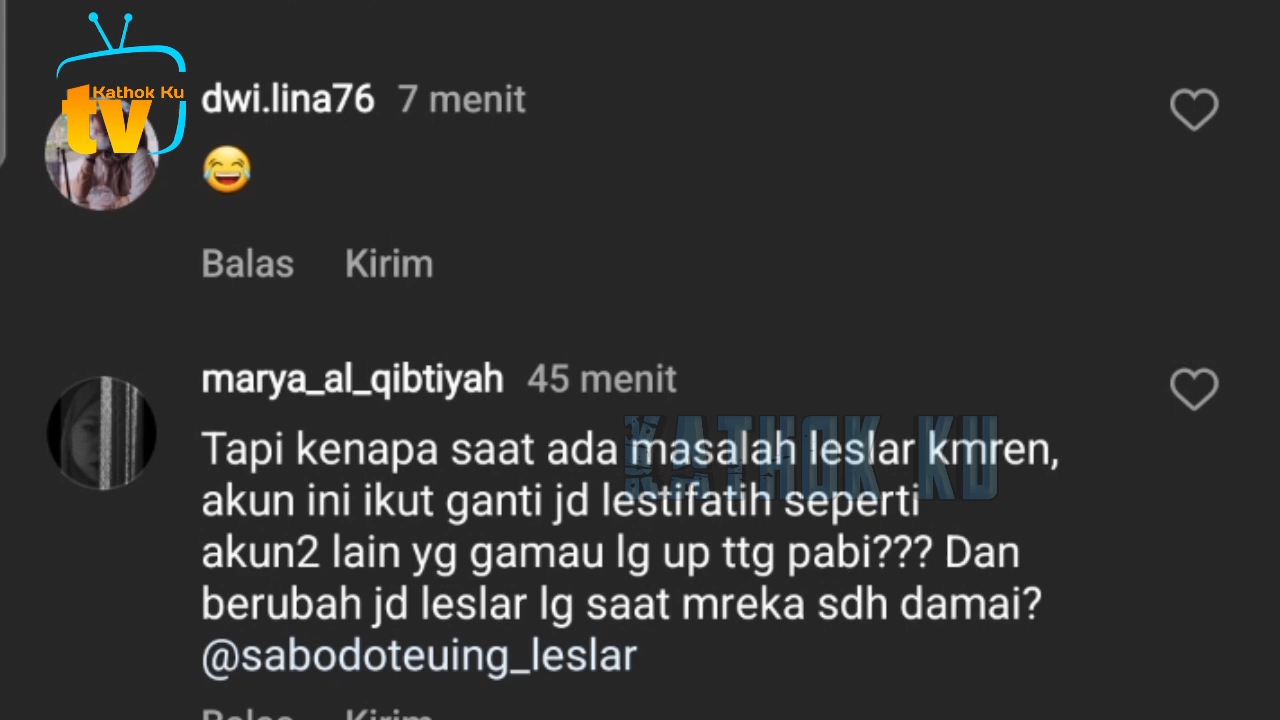 Kathok Ku
tv
dwi.lina76 7 menit
😂
Balas Kirim
marya_al_qibtiyah 45 menit
KATHOK KU
Tapi kenapa saat ada masalah leslar kmren,
akun ini ikut ganti jd lestifatih seperti
akun2 lain yg gamau lg up ttg pabi??? Dan
berubah jd leslar lg saat mreka sdh damai?
@sabodoteuing_leslar
Balas Kirim